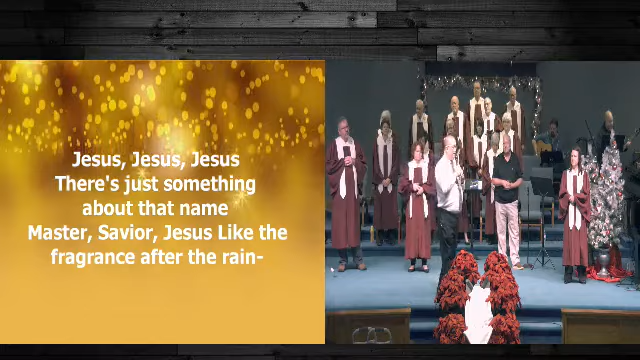 Jesus, Jesus, Jesus
There's just something
about that name
Master, Savior, Jesus Like the
fragrance after the rain-